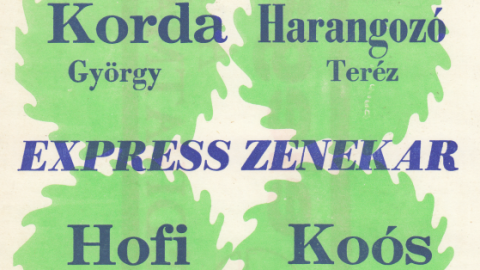 Korda Harangozó
György Teréz
EXPRESS ZENEKAR
Hofi Koós